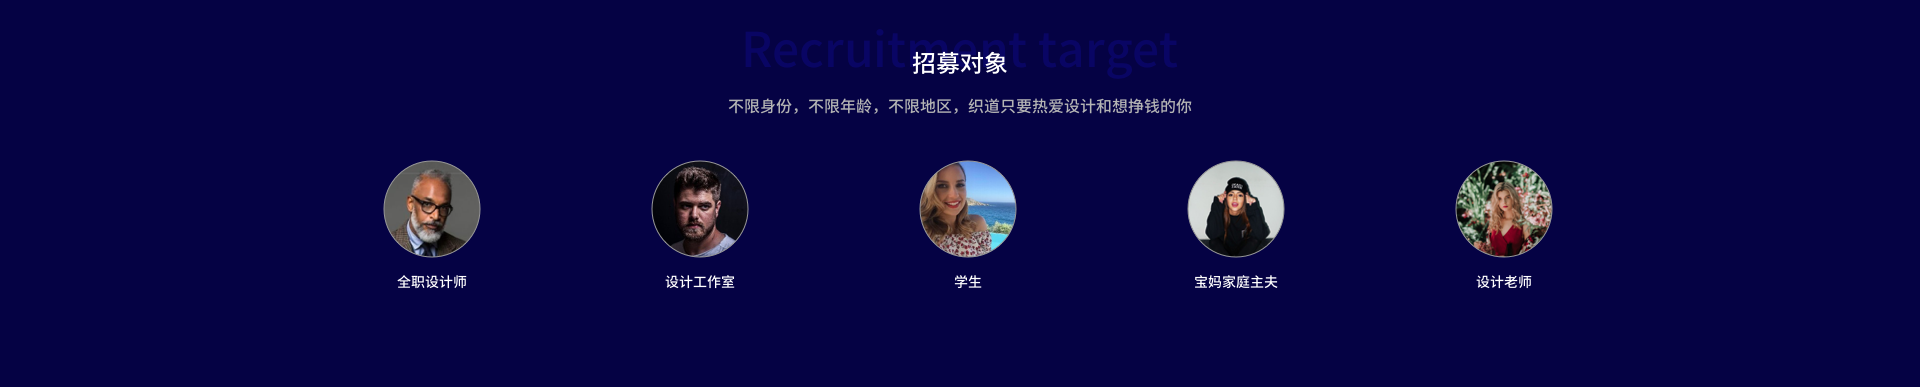 Recruitment target
招募对象
不限身份，不限年龄，不限地区，织道只要热爱设计和想挣钱的你
全职设计师
设计工作室
学生
宝妈家庭主夫
设计老师